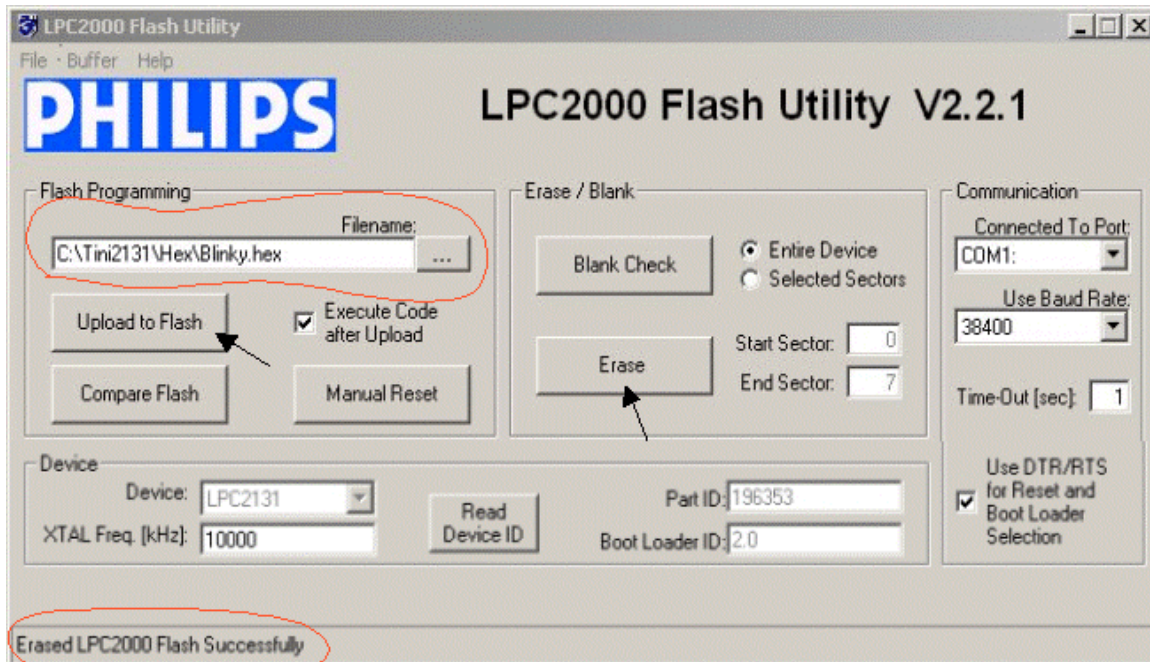 LPC2000 Flash Utility
File Buffer Help
PHILIPS
LPC2000 Flash Utility V2.2.1
Flash Programming
Filename:
C:\Tini2131\Hex\Blinky.hex
...
Upload to Flash
Execute Code
after Upload
Compare Flash
Manual Reset
Erase / Blank
Blank Check
Entire Device
Selected Sectors
Erase
Start Sector: 0
End Sector: 7
Communication
Connected To Port:
COM1:
Use Baud Rate:
38400
Time-Out [sec]: 1
Use DTR/RTS
for Reset and
Boot Loader
Selection
Device
Device: LPC2131
XTAL Freq. [kHz]: 10000
Read
Device ID
Part ID: 196353
Boot Loader ID: 2.0
Erased LPC2000 Flash Successfully